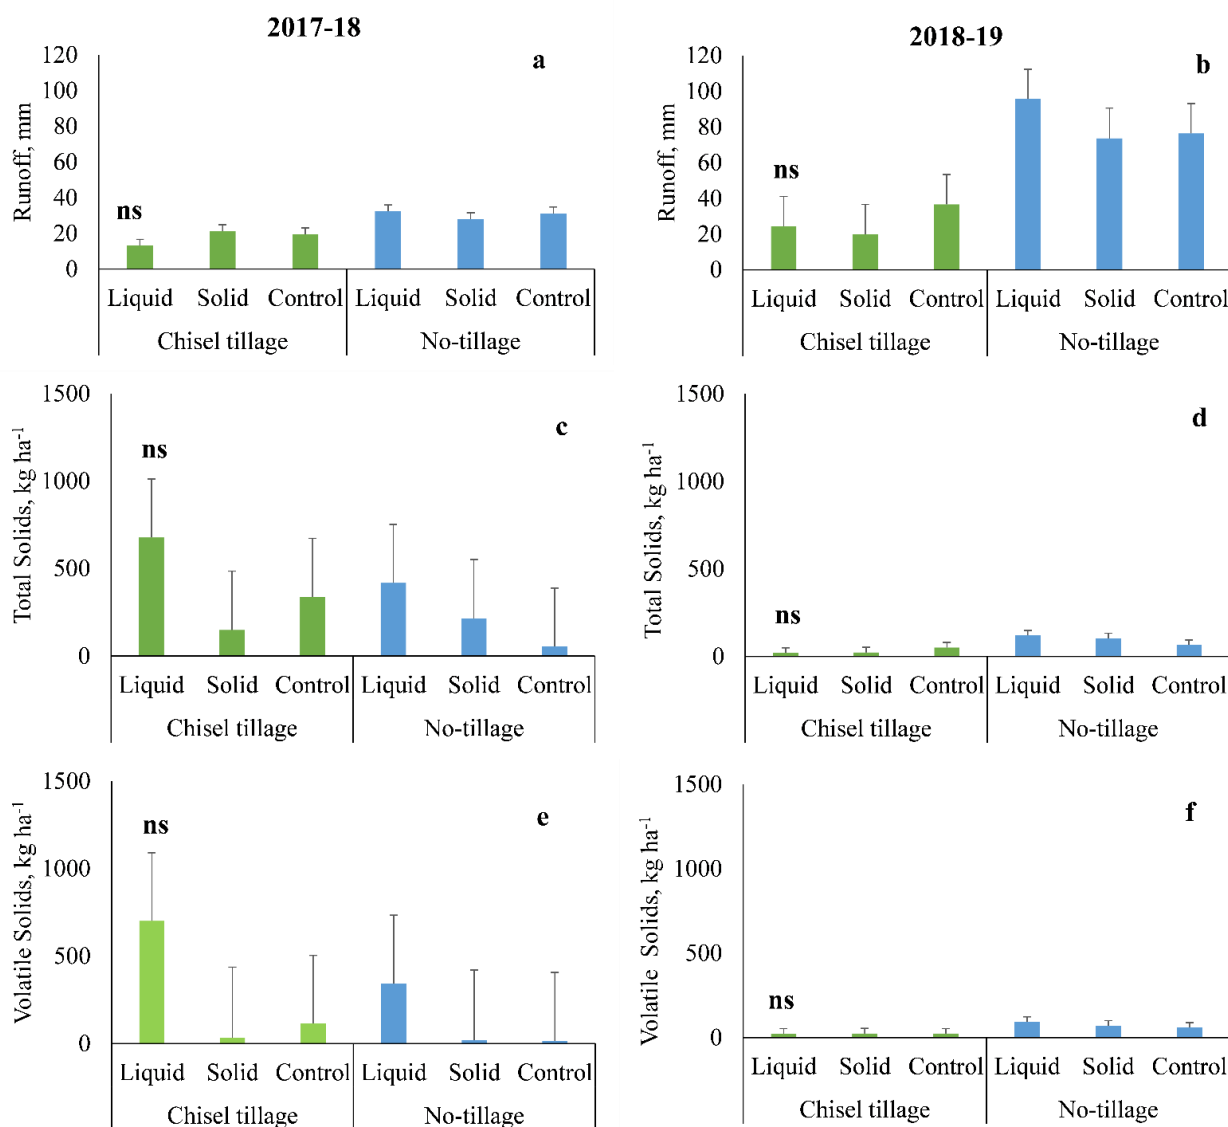 2017-18
2018-19
a
Runoff, mm
120
100
80
60
40
20
0
ns
Liquid Solid Control Liquid Solid Control
Chisel tillage No-tillage
b
Runoff, mm
120
100
80
60
40
20
0
ns
Liquid Solid Control Liquid Solid Control
Chisel tillage No-tillage
c
Total Solids, kg ha-1
1500
1000
500
0
ns
Liquid Solid Control Liquid Solid Control
Chisel tillage No-tillage
d
Total Solids, kg ha-1
1500
1000
500
0
ns
Liquid Solid Control Liquid Solid Control
Chisel tillage No-tillage
e
Volatile Solids, kg ha-1
1500
1000
500
0
ns
Liquid Solid Control Liquid Solid Control
Chisel tillage No-tillage
f
Volatile Solids, kg ha-1
1500
1000
500
0
ns
Liquid Solid Control Liquid Solid Control
Chisel tillage No-tillage